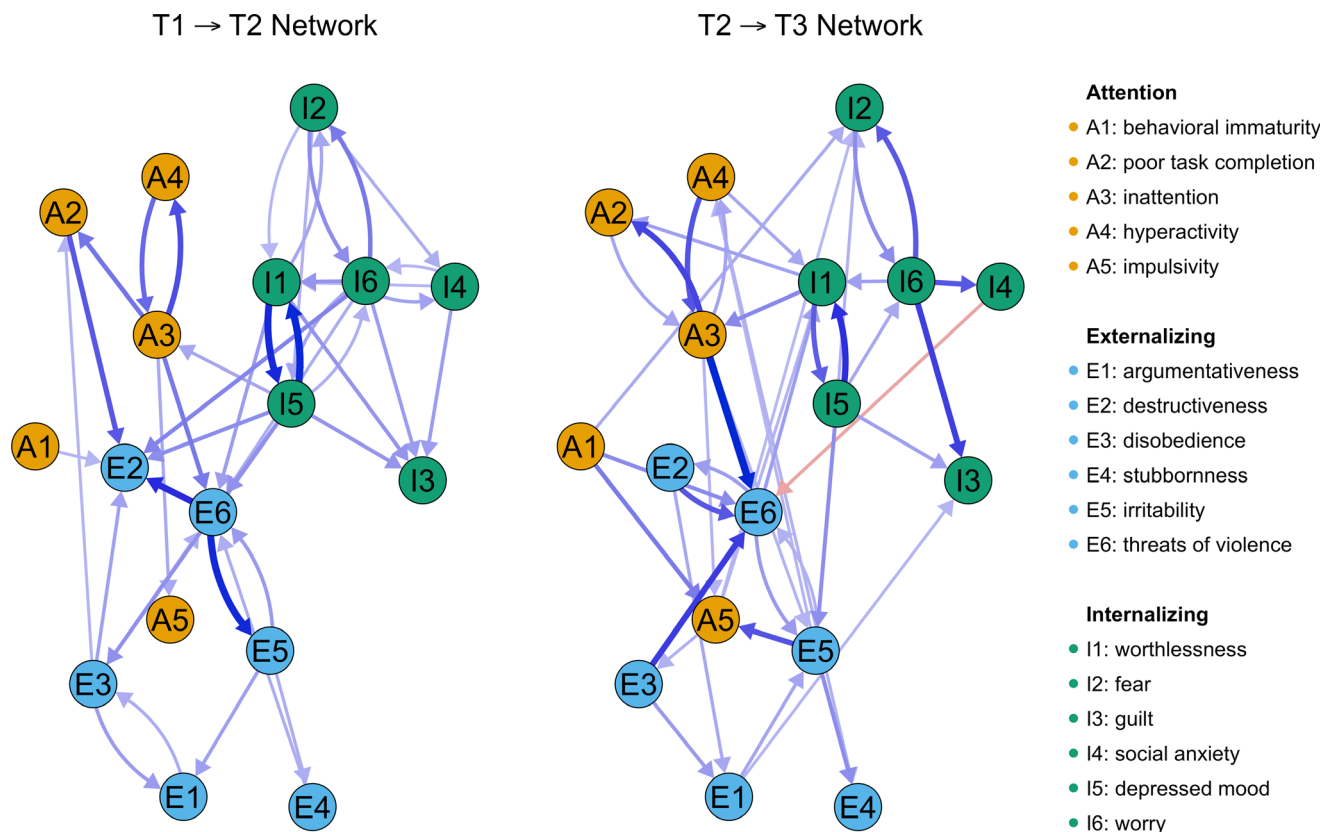 T1 → T2 Network
I2
A4
A2
I1
I6
I4
A3
I5
A1
E2
I3
E6
A5
E5
E3
E1
E4
T2 → T3 Network
I2
A4
A2
I1
I6
I4
A3
I5
A1
E2
I3
E6
A5
E5
E3
E1
E4
Attention
A1: behavioral immaturity
A2: poor task completion
A3: inattention
A4: hyperactivity
A5: impulsivity
Externalizing
E1: argumentativeness
E2: destructiveness
E3: disobedience
E4: stubbornness
E5: irritability
E6: threats of violence
Internalizing
I1: worthlessness
I2: fear
I3: guilt
I4: social anxiety
I5: depressed mood
I6: worry